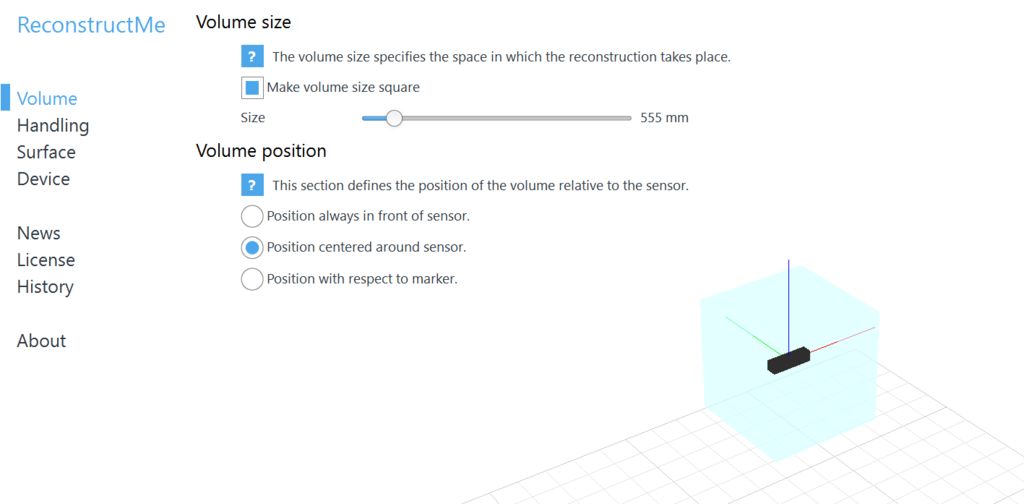 ReconstructMe
Volume
Handling
Surface
Device
News
License
History
About
Volume size
? The volume size specifies the space in which the reconstruction takes place.
Make volume size square
Size 555 mm
Volume position
? This section defines the position of the volume relative to the sensor.
Position always in front of sensor.
Position centered around sensor.
Position with respect to marker.